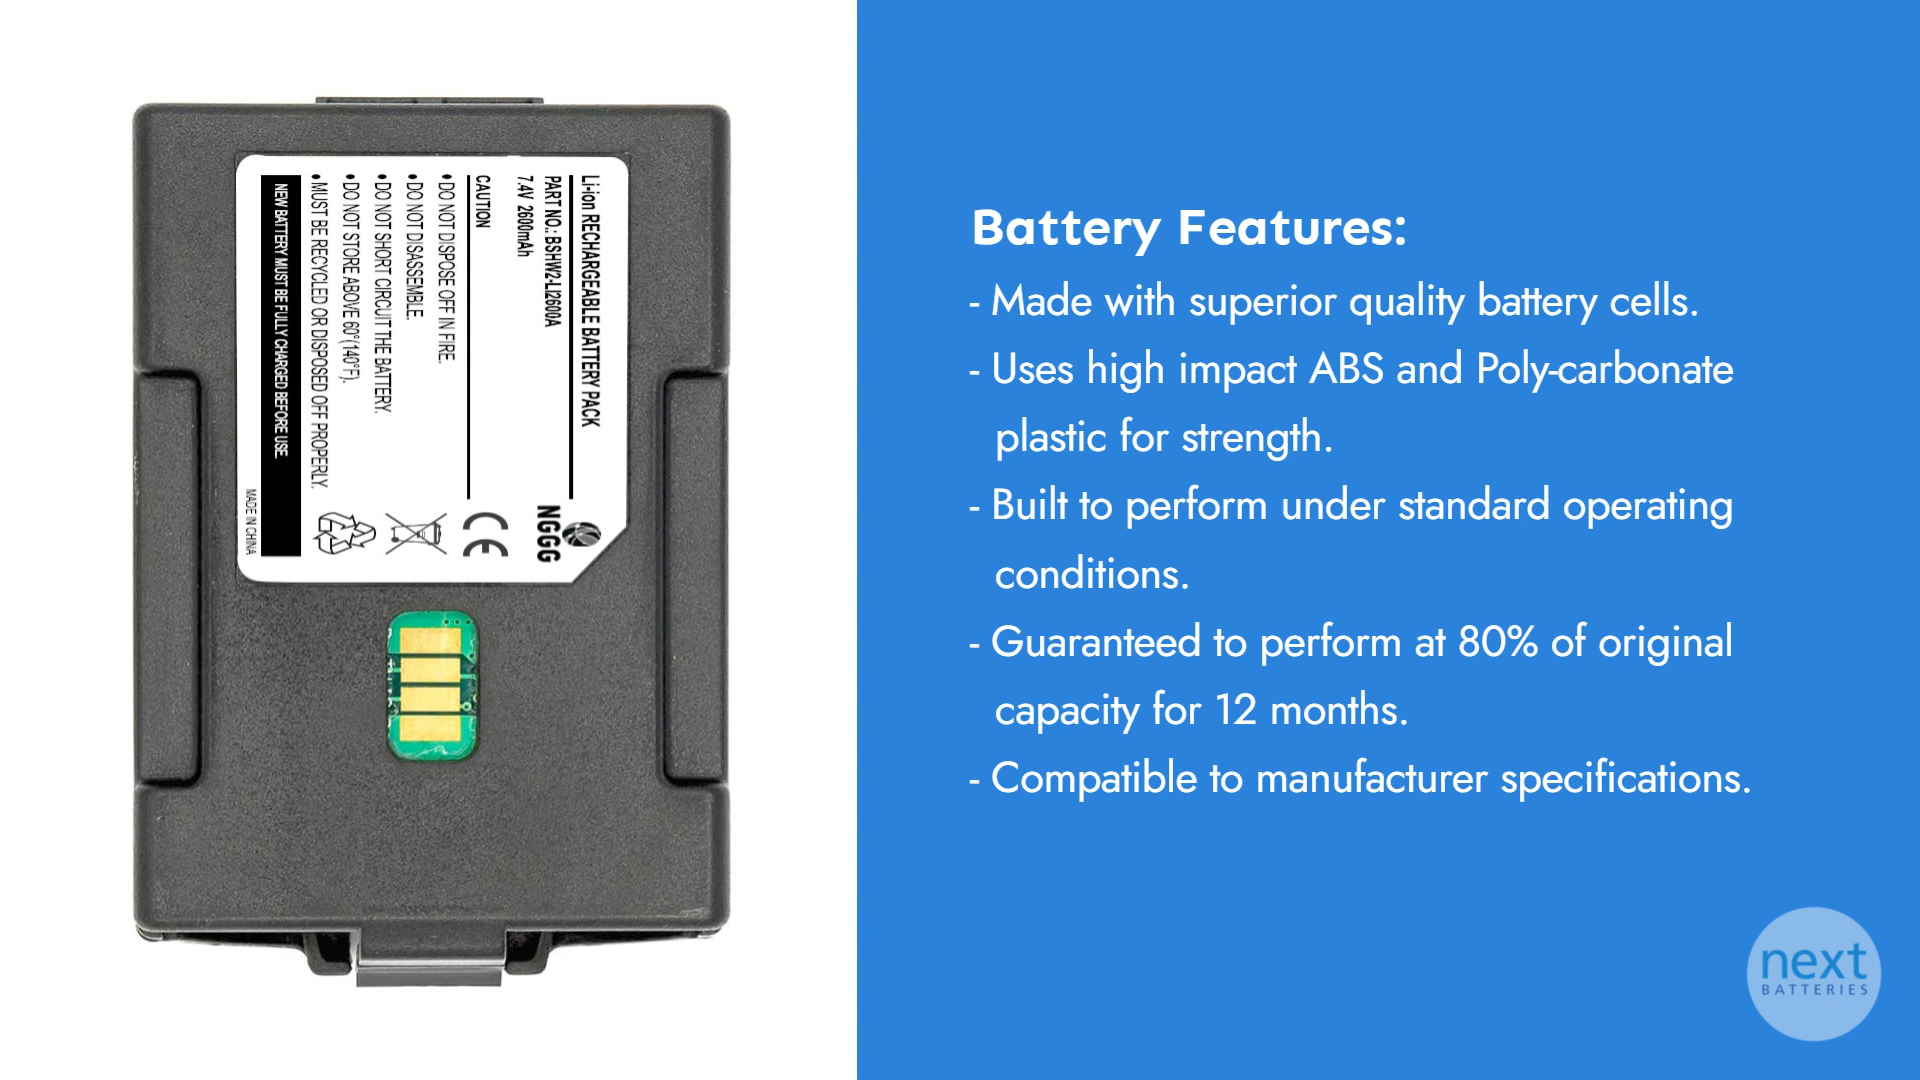 Li-ion RECHARGEABLE BATTERY PACK
PART NO.: BSHW2-LI2600A
7.4V 2600mAh
CAUTION
• DO NOT DISPOSE OFF IN FIRE.
• DO NOT DISASSEMBLE.
• DO NOT SHORT CIRCUIT THE BATTERY.
• DO NOT STORE ABOVE 60°(140°F).
• MUST BE RECYCLED OR DISPOSED OFF PROPERLY.
NEW BATTERY MUST BE FULLY CHARGED BEFORE USE.
MADE IN CHINA
NGGG
CE
Battery Features:
- Made with superior quality battery cells.
- Uses high impact ABS and Poly-carbonate
plastic for strength.
- Built to perform under standard operating
conditions.
- Guaranteed to perform at 80% of original
capacity for 12 months.
- Compatible to manufacturer specifications.
next
BATTERIES